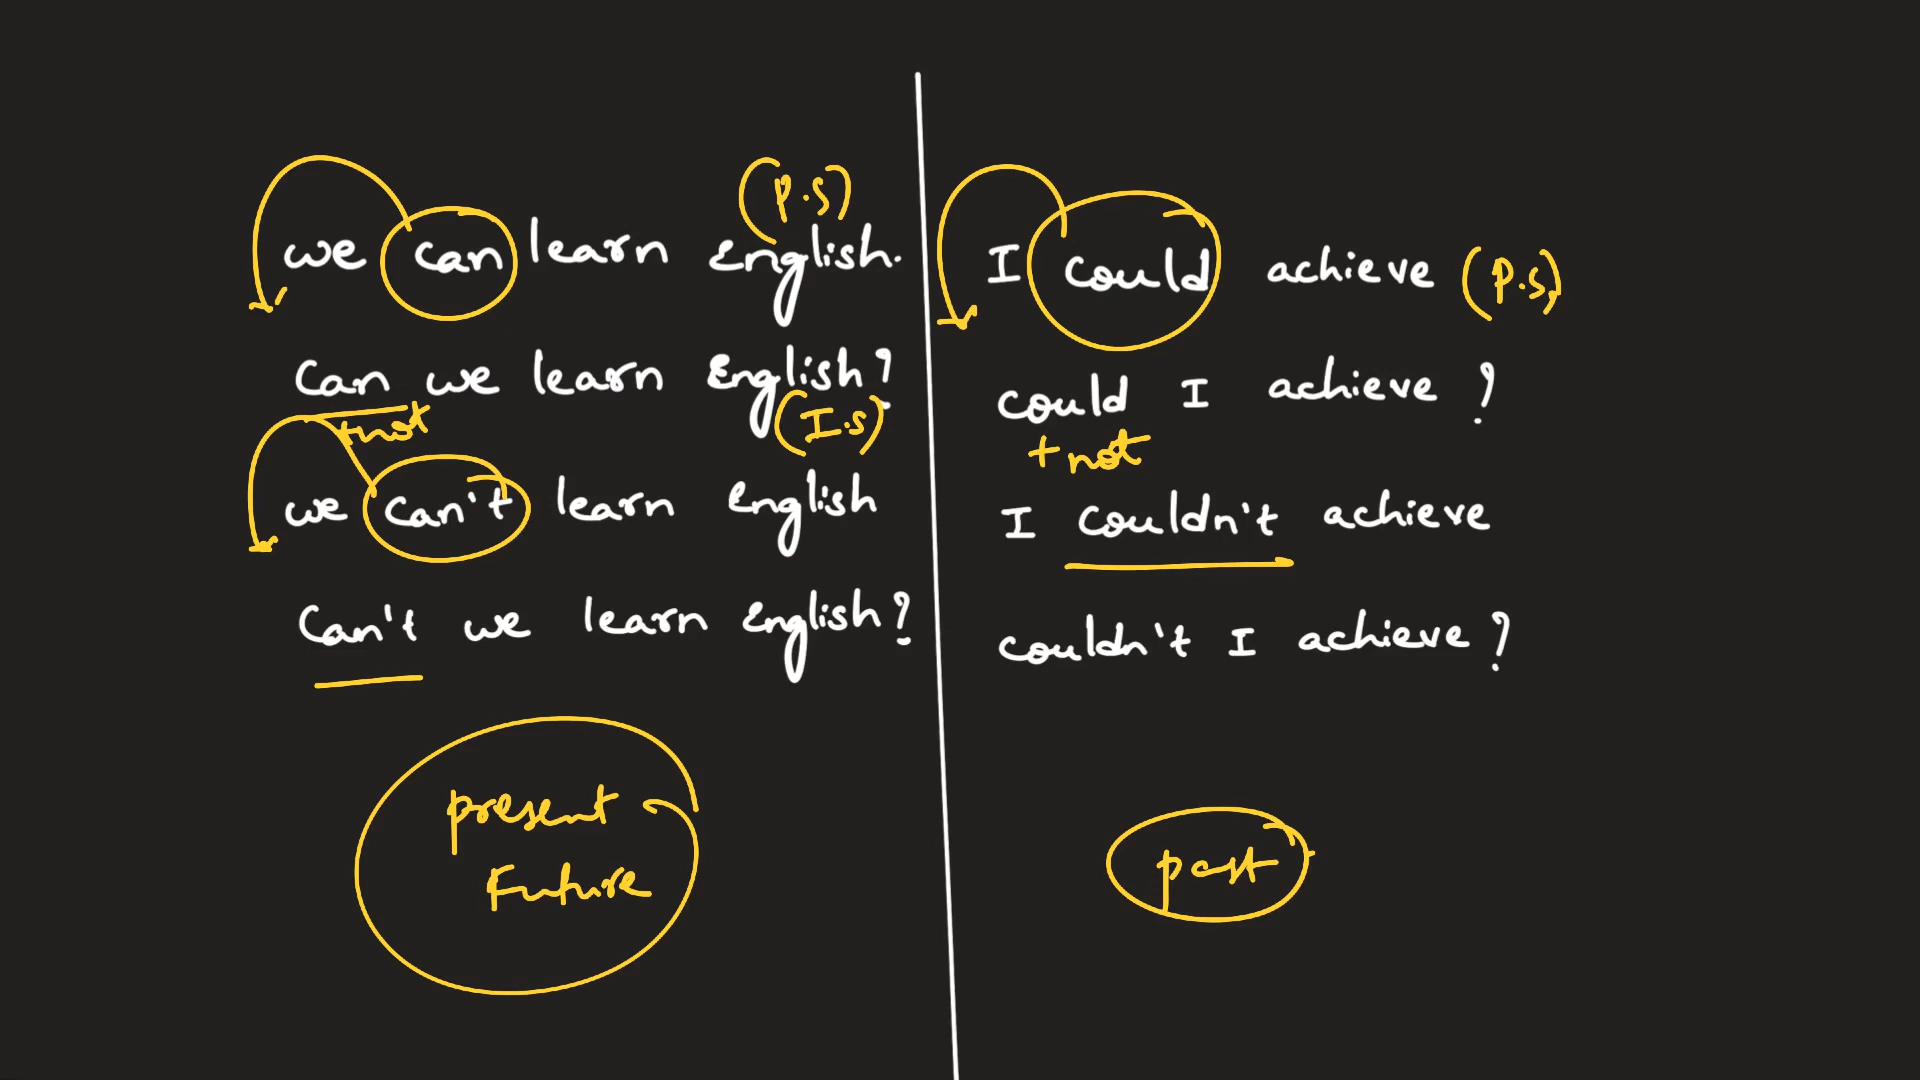 (P.S)
we can learn English.
Can we learn English?
+not
(I.S)
we can't learn English
Can't we learn English?
present
Future
I could achieve (P.S)
could I achieve ?
+ not
I couldn't achieve
couldn't I achieve?
past